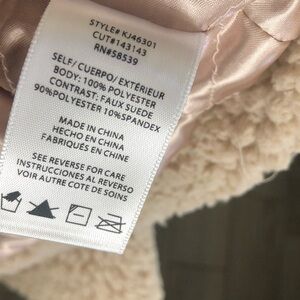 STYLE# KJ46301
CUT#143143
RN#58539
SELF/CUERPO/EXTÉRIEUR
BODY: 100% POLYESTER
CONTRAST: FAUX SUEDE
90%POLYESTER 10%SPANDEX
MADE IN CHINA
HECHO EN CHINA
FABRIQUÉS EN CHINE
SEE REVERSE FOR CARE
INSTRUCCIONES AL REVERSO
VOIR AUTRE COTE DE SOINS